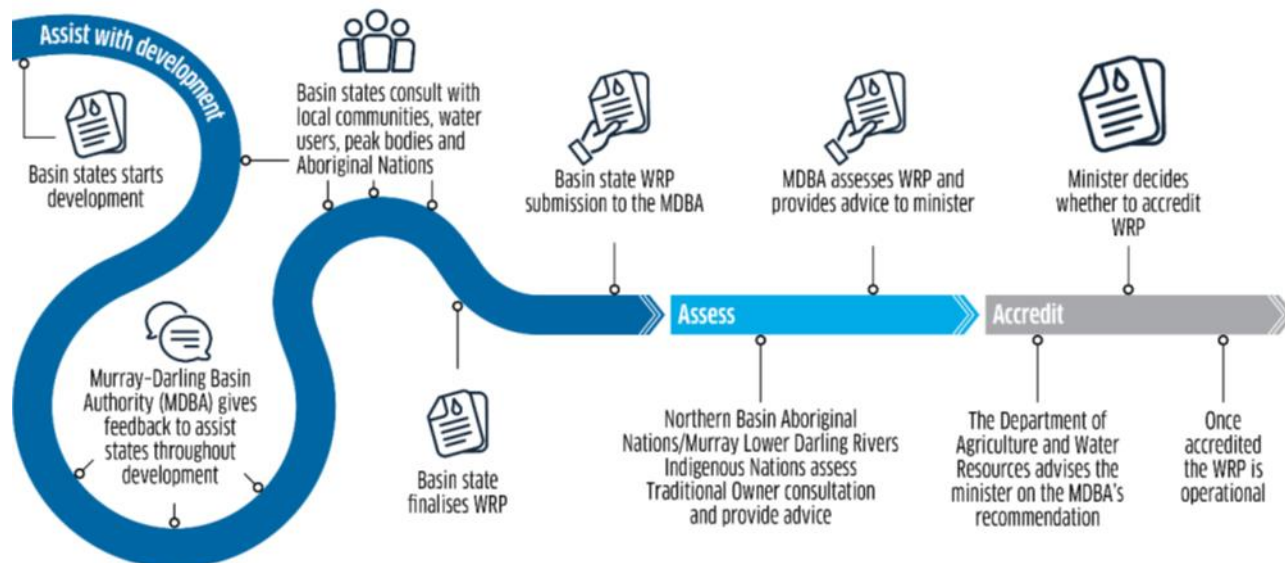 Assist with development
Basin states starts
development
Basin states consult with
local communities, water
users, peak bodies and
Aboriginal Nations
Murray–Darling Basin
Authority (MDBA) gives
feedback to assist
states throughout
development
Basin state
finalises WRP
Basin state WRP
submission to the MDBA
MDBA assesses WRP and
provides advice to minister
Minister decides
whether to accredit
WRP
Assess
Accredit
Northern Basin Aboriginal
Nations/Murray Lower Darling Rivers
Indigenous Nations assess
Traditional Owner consultation
and provide advice
The Department of
Agriculture and Water
Resources advises the
minister on the MDBA's
recommendation
Once
accredited
the WRP is
operational